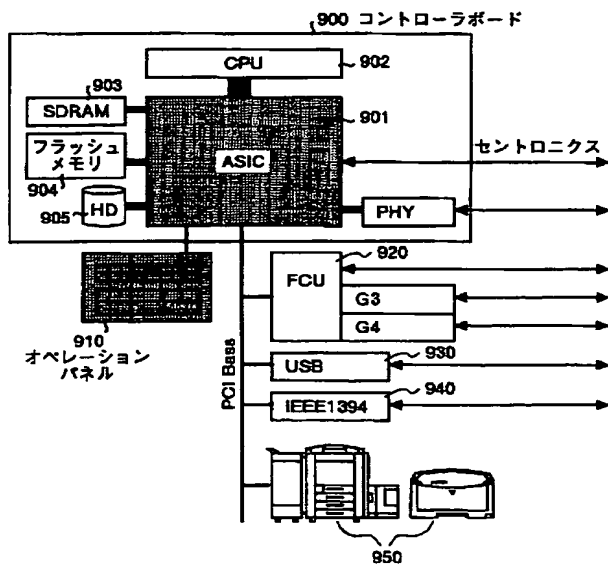 900 コントローラボード
CPU
902
903
SDRAM
901
フラッシュ
メモリ
904
ASIC
セントロニクス
905
HD
PHY
920
FCU
G3
G4
910
オペレーション
パネル
PCI Bass
930
USB
940
IEEE1394
950